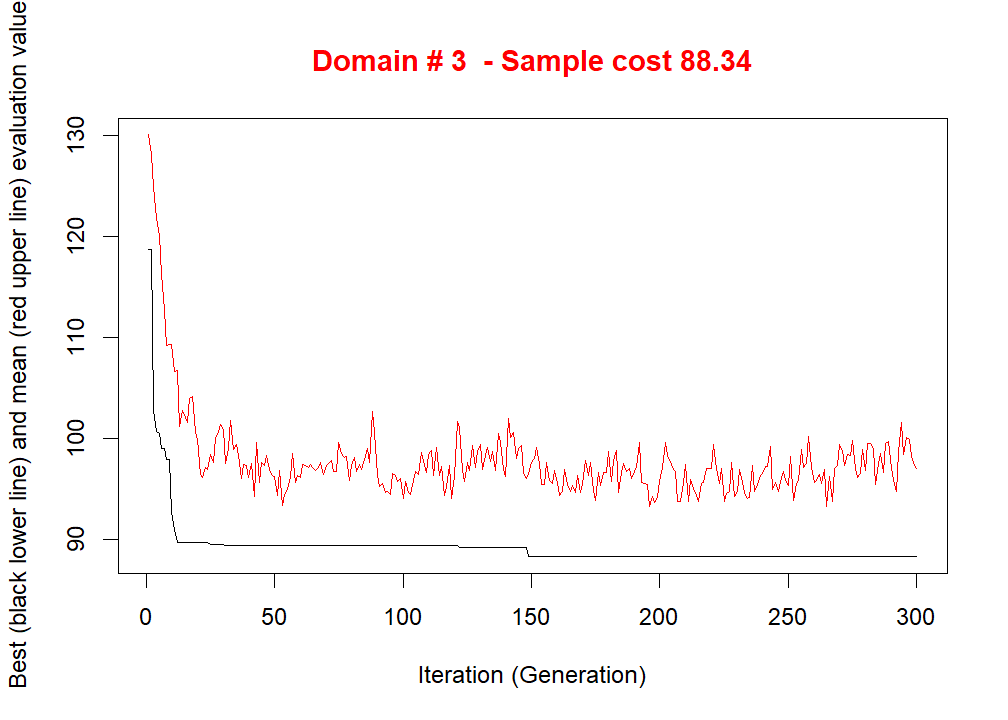 Domain # 3  - Sample cost 88.34
Best (black lower line) and mean (red upper line) evaluation value
130
120
110
100
90
0 50 100 150 200 250 300
Iteration (Generation)